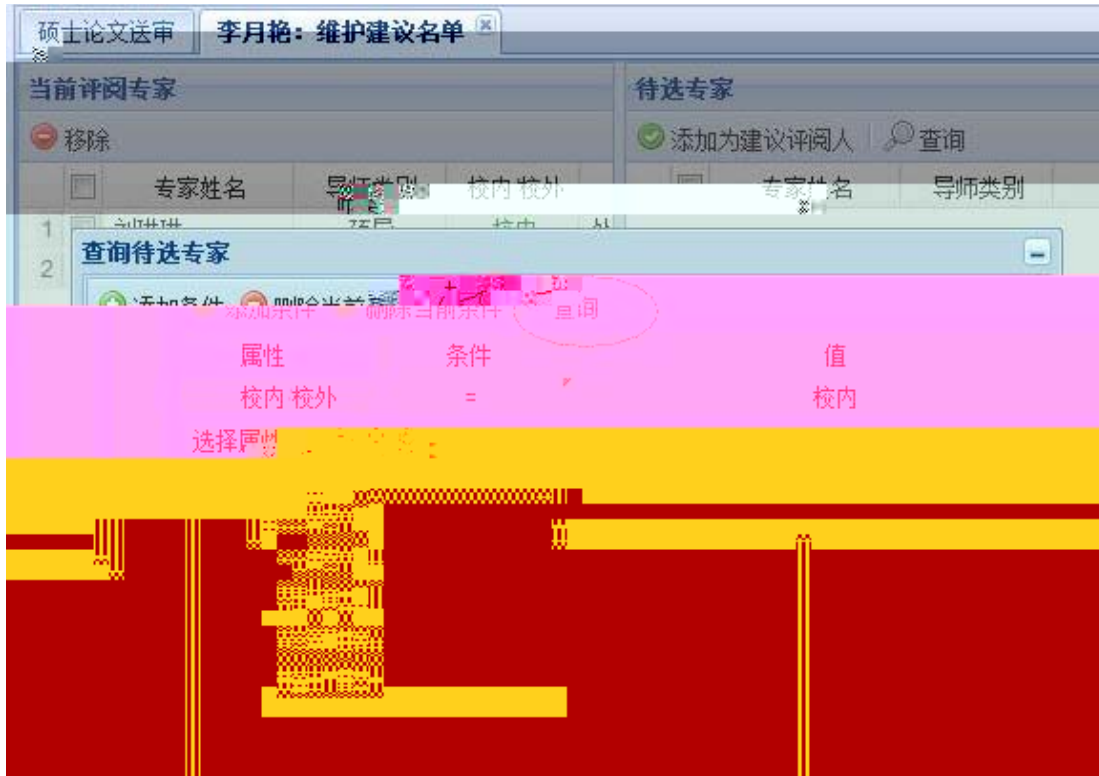 硕士论文送审 李月艳：维护建议名单
当前评阅专家 待选专家
移除 添加为建议评阅人 查询
专家姓名 导师类别 校内 校外 专家姓名 导师类别
1
2 查询待选专家
添加条件 删除当前条件 查询
属性 条件 值
校内 校外 = 校内
选择属性